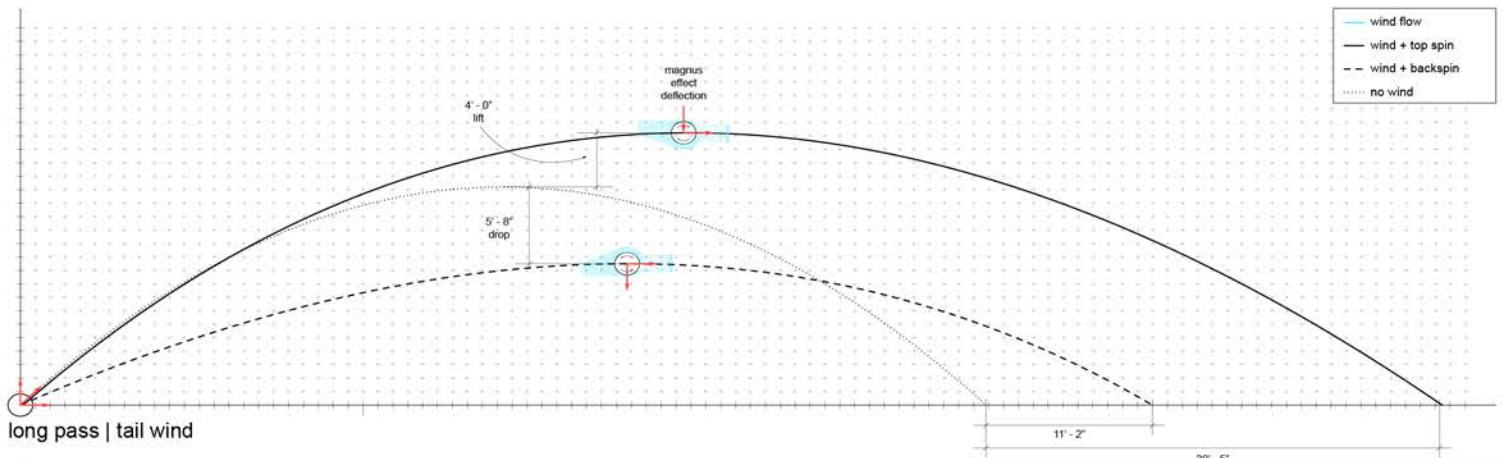 wind flow
wind + top spin
wind + backspin
no wind
magnus
effect
deflection
4' - 0"
lift
5' - 8"
drop
long pass | tail wind
11' - 2"